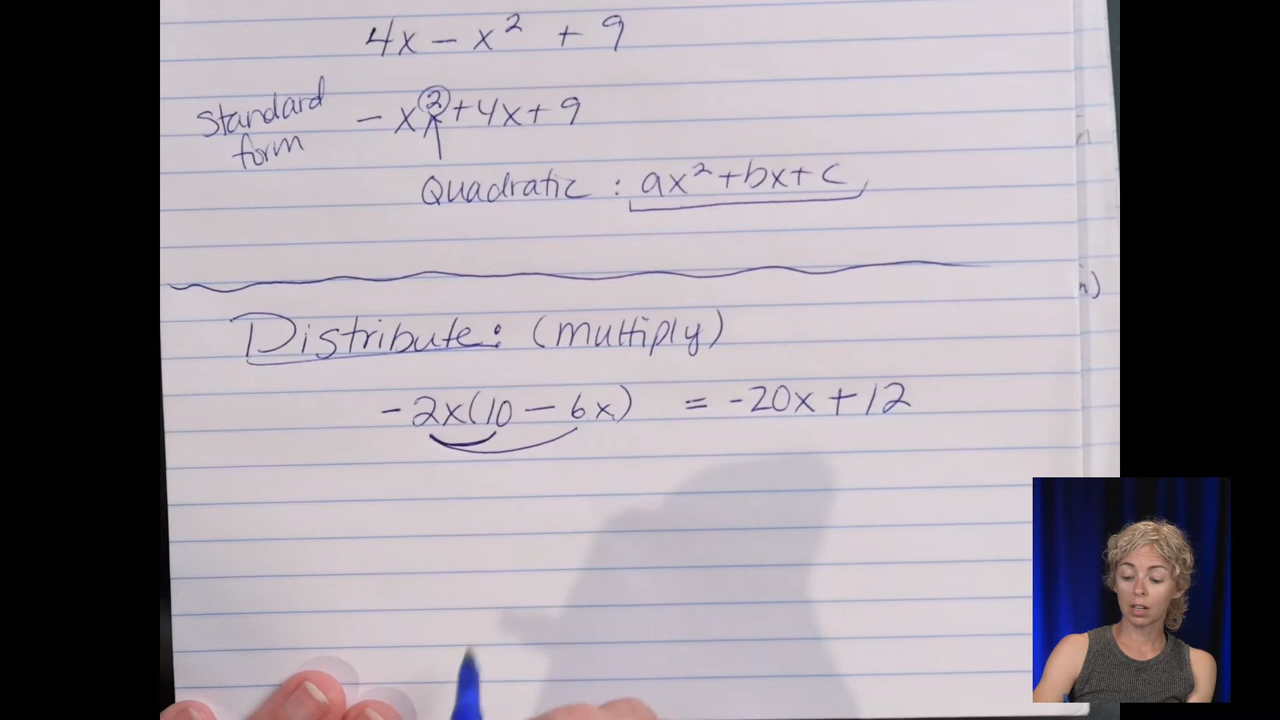 4x - x² + 9
Standard form
- x² + 4x + 9
Quadratic : ax² + bx + c
Distribute: (multiply)
- 2x(10 - 6x) = -20x + 12